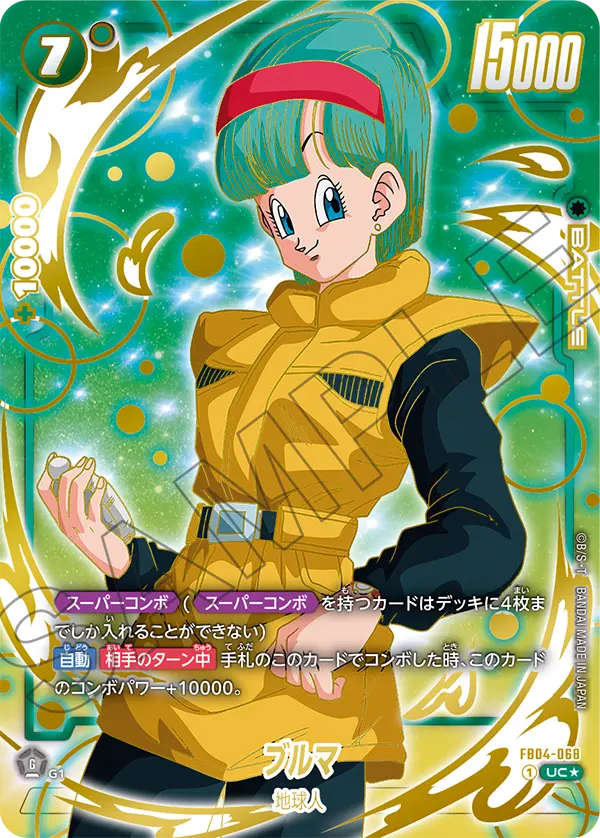 7
15000
+10000
BATTLE
SAMPLE
©B/S・T BANDAI MADE IN JAPAN
スーパーコンボ ( スーパーコンボ を持つカードはデッキに4枚ま
でしか入れることができない)
自動 相手のターン中 手札のこのカードでコンボした時、このカード
のコンボパワー+10000。
ブルマ
地球人
G
G1
FB04-068
1 UC★